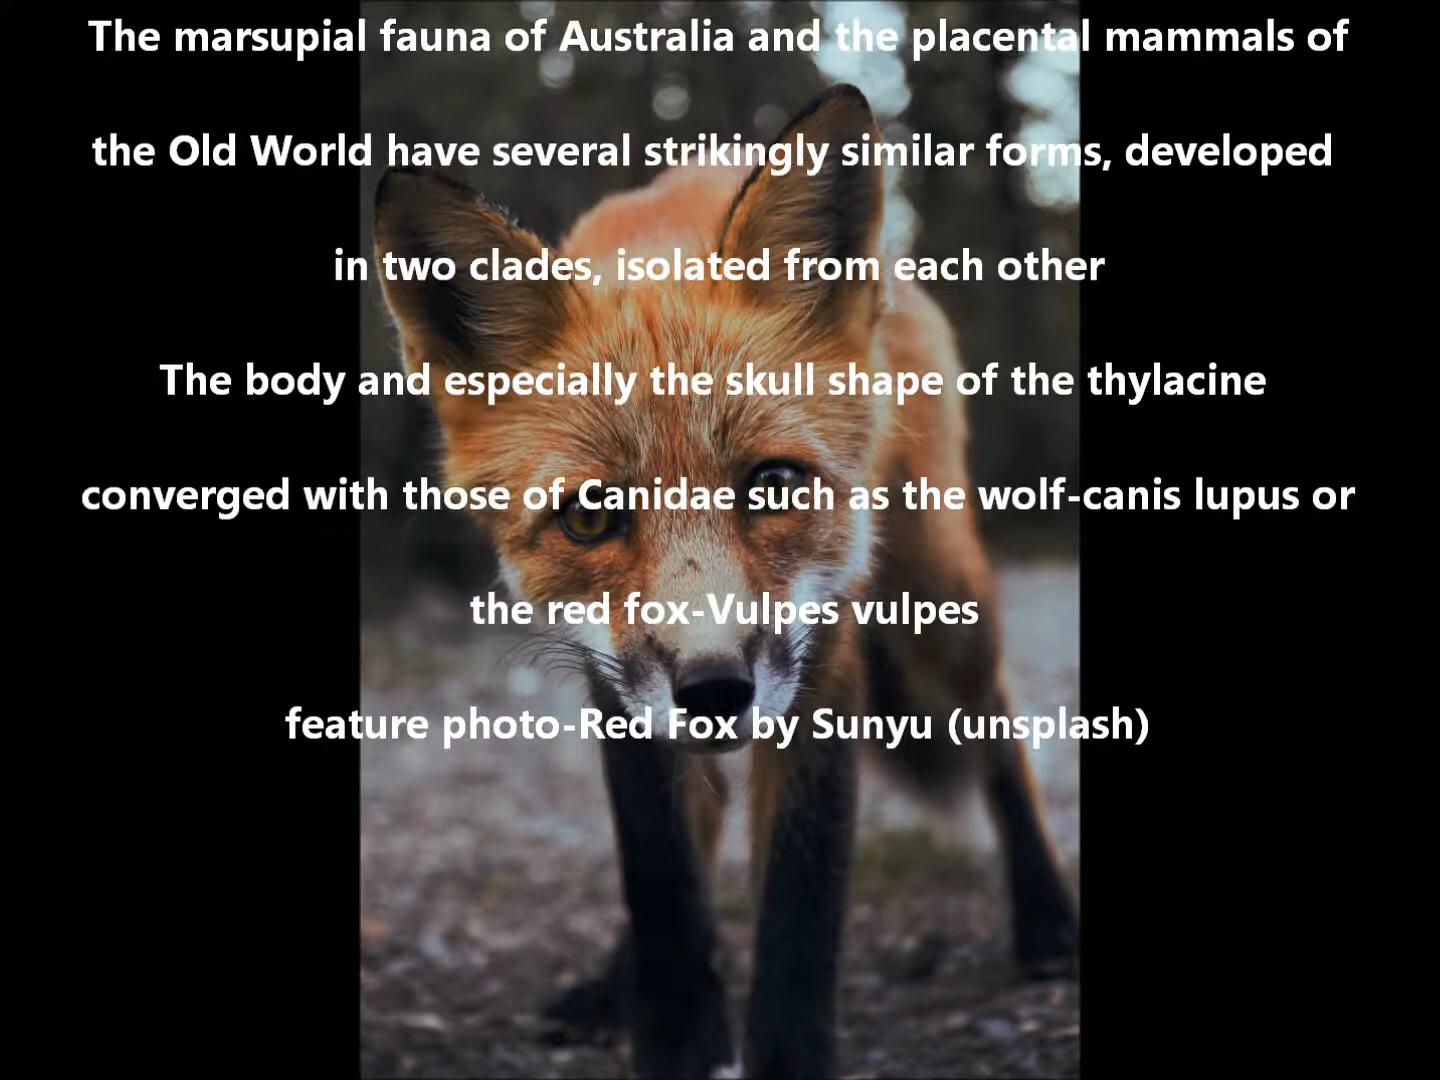 The marsupial fauna of Australia and the placental mammals of
the Old World have several strikingly similar forms, developed
in two clades, isolated from each other
The body and especially the skull shape of the thylacine
converged with those of Canidae such as the wolf-canis lupus or
the red fox-Vulpes vulpes
feature photo-Red Fox by Sunyu (unsplash)